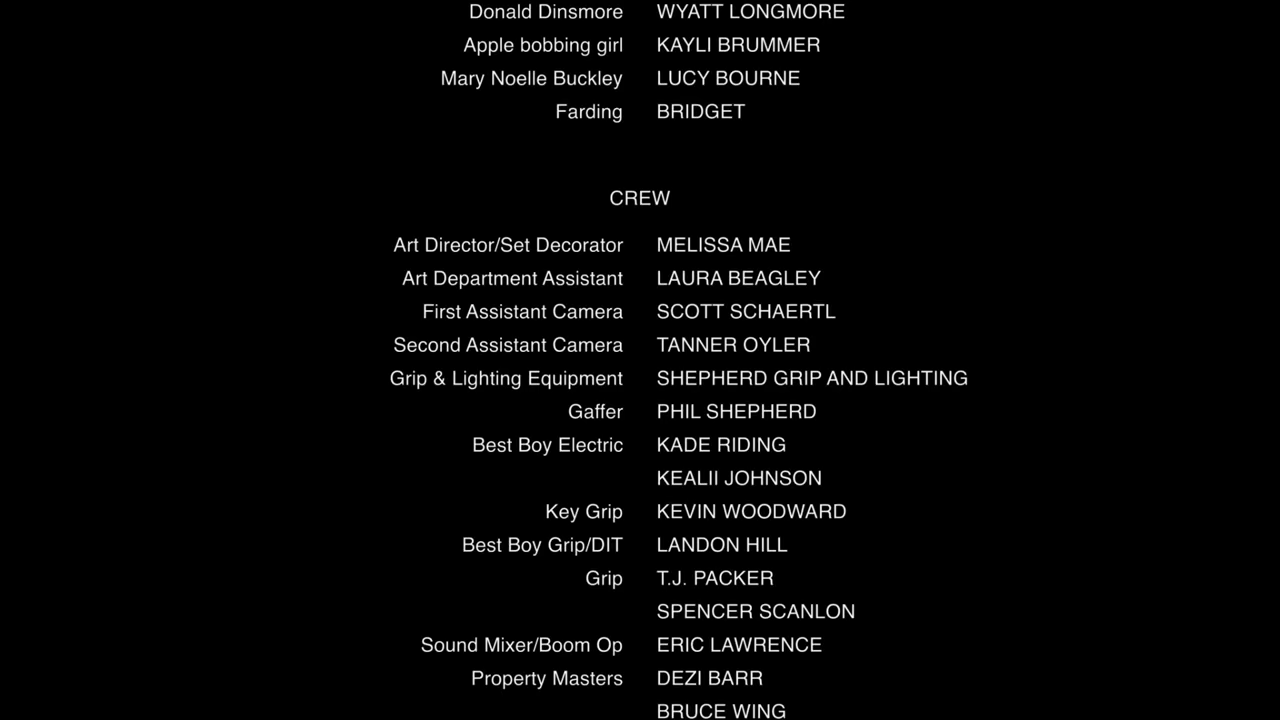 Donald Dinsmore WYATT LONGMORE
Apple bobbing girl KAYLI BRUMMER
Mary Noelle Buckley LUCY BOURNE
Farding BRIDGET
CREW
Art Director/Set Decorator MELISSA MAE
Art Department Assistant LAURA BEAGLEY
First Assistant Camera SCOTT SCHAERTL
Second Assistant Camera TANNER OYLER
Grip & Lighting Equipment SHEPHERD GRIP AND LIGHTING
Gaffer PHIL SHEPHERD
Best Boy Electric KADE RIDING
KEALII JOHNSON
Key Grip KEVIN WOODWARD
Best Boy Grip/DIT LANDON HILL
Grip T.J. PACKER
SPENCER SCANLON
Sound Mixer/Boom Op ERIC LAWRENCE
Property Masters DEZI BARR
BRUCE WING